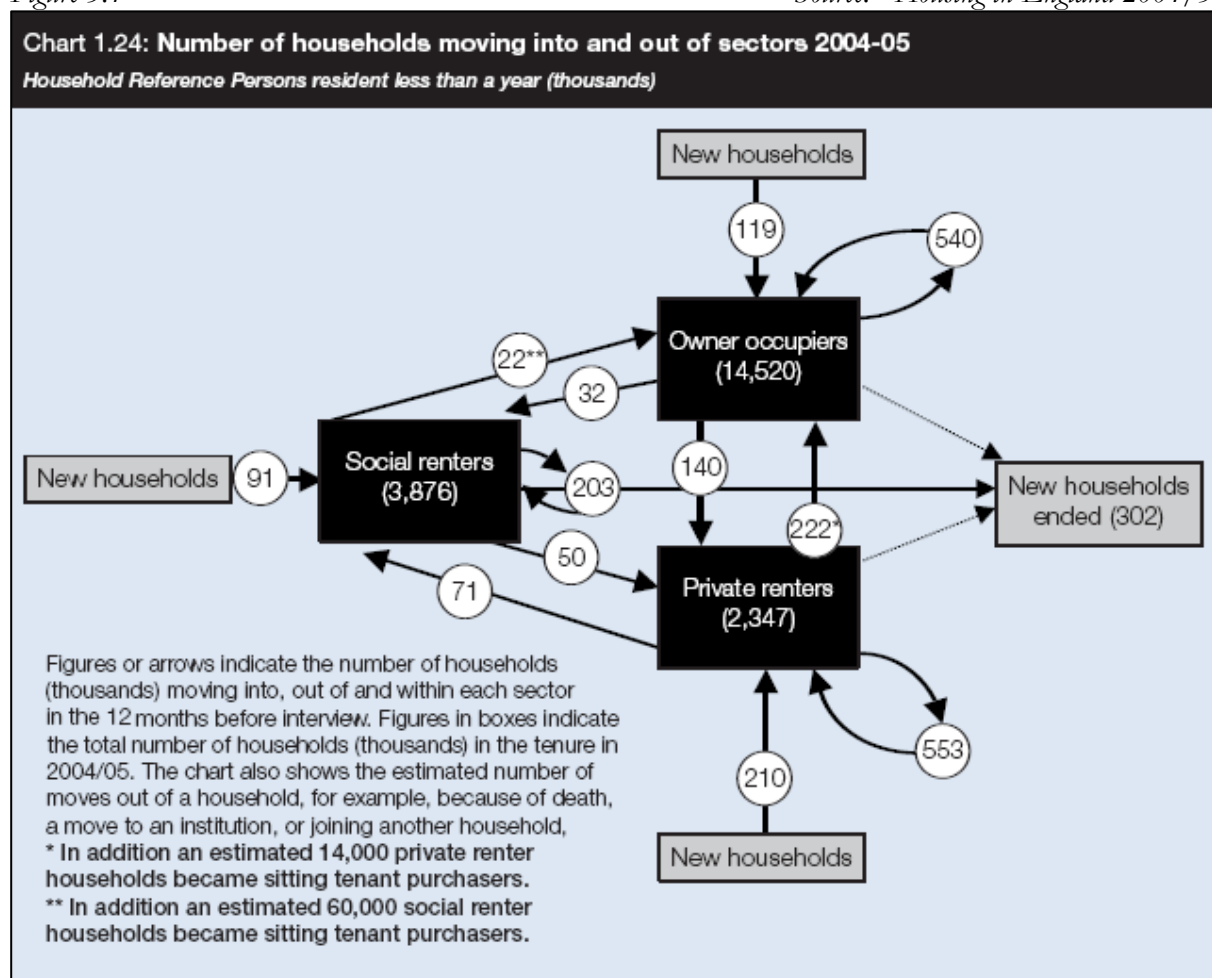 Chart 1.24: Number of households moving into and out of sectors 2004-05
Household Reference Persons resident less than a year (thousands)
New households
119
540
Owner occupiers
(14,520)
22**
32
New households
91
Social renters
(3,876)
203
140
222*
New households
ended (302)
50
71
Private renters
(2,347)
553
210
New households
Figures or arrows indicate the number of households
(thousands) moving into, out of and within each sector
in the 12 months before interview. Figures in boxes indicate
the total number of households (thousands) in the tenure in
2004/05. The chart also shows the estimated number of
moves out of a household, for example, because of death,
a move to an institution, or joining another household,
* In addition an estimated 14,000 private renter
households became sitting tenant purchasers.
** In addition an estimated 60,000 social renter
households became sitting tenant purchasers.